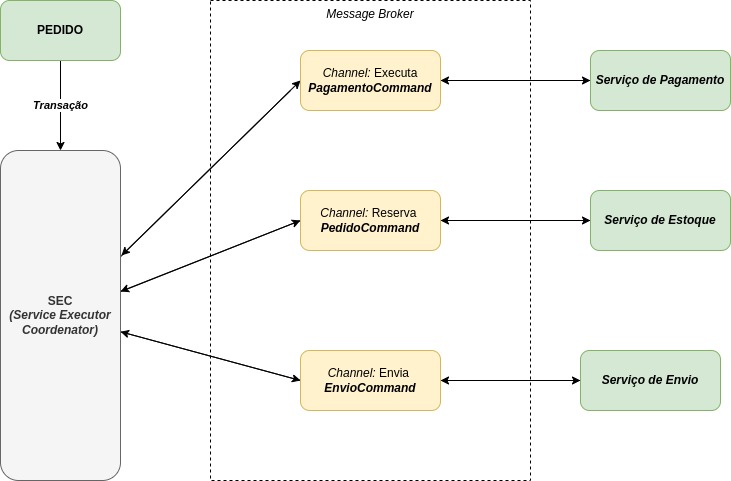 PEDIDO
Transação
SEC
(Service Executor
Coordenator)
Message Broker
Channel: Executa
PagamentoCommand
Serviço de Pagamento
Channel: Reserva
PedidoCommand
Serviço de Estoque
Channel: Envia
EnvioCommand
Serviço de Envio